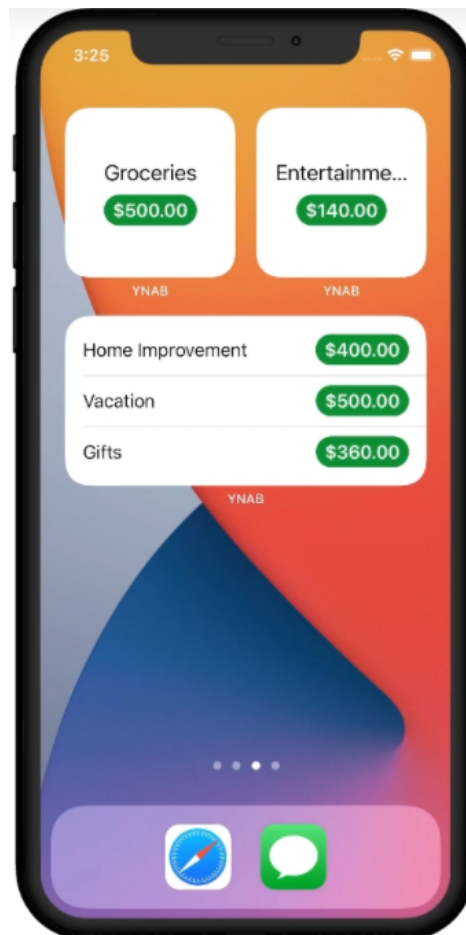 3:25
Groceries
$500.00
Entertainme...
$140.00
YNAB
YNAB
Home Improvement
$400.00
Vacation
$500.00
Gifts
$360.00
YNAB